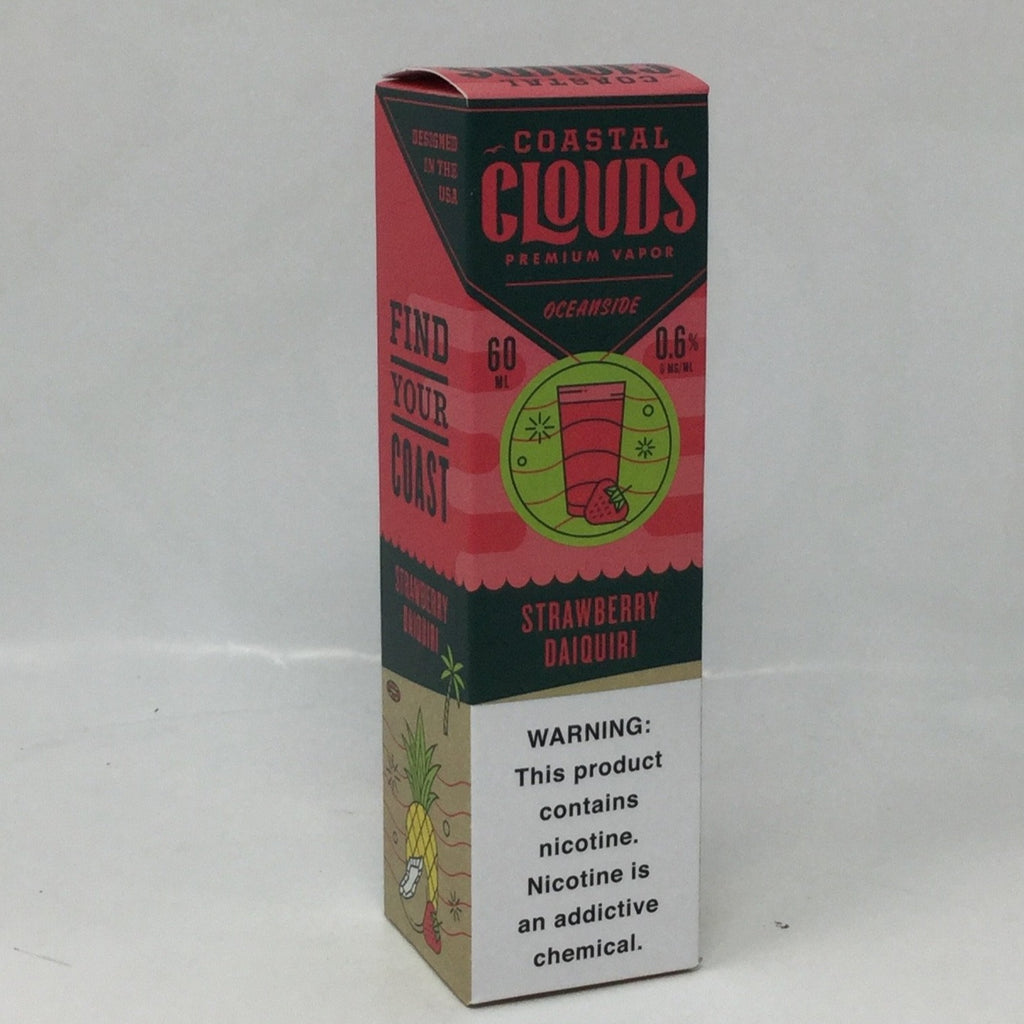 COASTAL
CLOUDS
DESIGNED
IN THE
USA
COASTAL
CLOUDS
PREMIUM VAPOR
OCEANSIDE
60
ML
0.6%
6 MG/ML
FIND
YOUR
COAST
STRAWBERRY
DAIQUIRI
STRAWBERRY
DAIQUIRI
WARNING:
This product
contains
nicotine.
Nicotine is
an addictive
chemical.